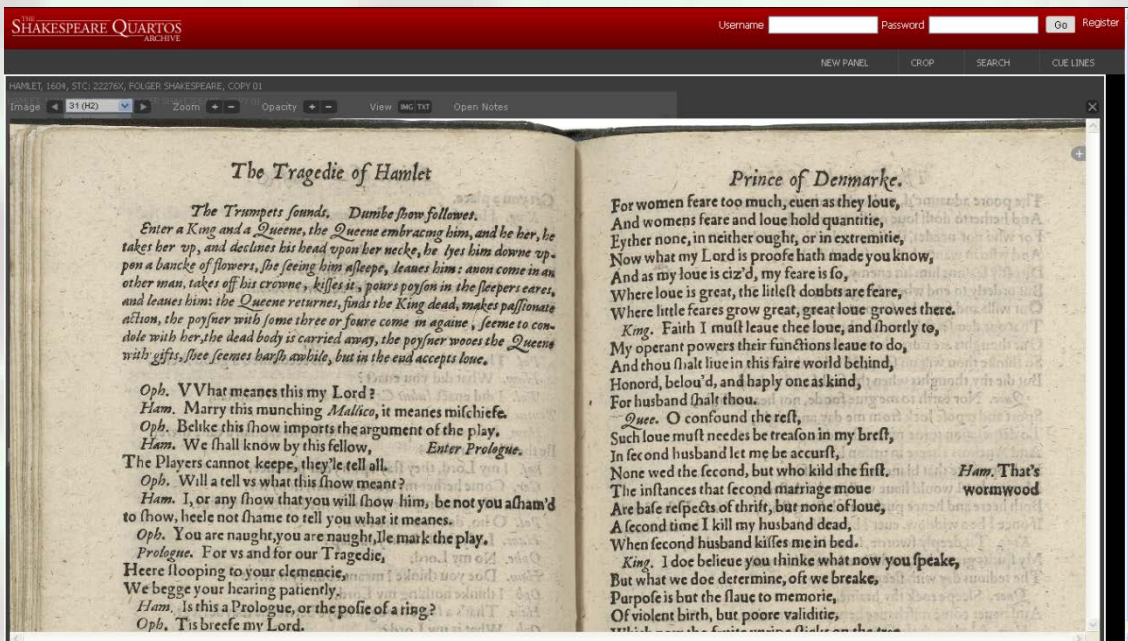 THE
SHAKESPEARE QUARTOS
ARCHIVE
Username
Password
Go
Register
NEW PANEL
CROP
SEARCH
CUE LINES
HAMLET, 1604, STC: 22276X, FOLGER SHAKESPEARE, COPY 01
Image
31 (H2)
Zoom + -
Opacity + -
View IMG TXT
Open Notes
The Tragedie of Hamlet
The Trumpets ſounds. Dumbe ſhow followes.
Enter a King and a Queene, the Queene embracing him, and he her, he
takes her vp, and declines his head vpon her necke, he lyes him downe vp-
pon a bancke of flowers, ſhe ſeeing him aſleepe, leaues him: anon come in an
other man, takes off his crowne, kiſſes it, pours poyſon in the ſleepers eares,
and leaues him: the Queene returnes, finds the King dead, makes paſſionate
action, the poyſner with ſome three or foure come in againe, ſeeme to con-
dole with her, the dead body is carried away, the poyſner wooes the Queene
with gifts, ſhee ſeemes harſh awhile, but in the end accepts loue.
Oph. VVhat meanes this my Lord?
Ham. Marry this munching Mallico, it meanes miſchiefe.
Oph. Belike this ſhow imports the argument of the play.
Ham. We ſhall know by this fellow, Enter Prologue.
The Players cannot keepe, they'le tell all.
Oph. Will a tell vs what this ſhow meant?
Ham. I, or any ſhow that you will ſhow him, be not you aſham'd
to ſhow, heele not ſhame to tell you what it meanes.
Oph. You are naught, you are naught, Ile mark the play.
Prologue. For vs and for our Tragedie,
Heere ſtooping to your clemencie,
We begge your hearing patiently.
Ham. Is this a Prologue, or the poſie of a ring?
Oph. Tis breefe my Lord.
Prince of Denmarke.
For women feare too much, euen as they loue,
And womens feare and loue hold quantitie,
Eyther none, in neither ought, or in extremitie,
Now what my Lord is proofe hath made you know,
And as my loue is ciz'd, my feare is ſo,
Where loue is great, the litleſt doubts are feare,
Where little feares grow great, great loue growes there.
King. Faith I muſt leaue thee loue, and ſhortly to,
My operant powers their functions leaue to do,
And thou ſhalt liue in this faire world behind,
Honord, belou'd, and haply one as kind,
For husband ſhalt thou.
Quee. O confound the reſt,
Such loue muſt needes be treaſon in my breſt,
In ſecond husband let me be accurſt,
None wed the ſecond, but who kild the firſt. Ham. That's
The inſtances that ſecond marriage moue wormwood
Are baſe reſpects of thrift, but none of loue,
A ſecond time I kill my husband dead,
When ſecond husband kiſſes me in bed.
King. I doe belieue you thinke what now you ſpeake,
But what we doe determine, oft we breake,
Purpoſe is but the ſlaue to memorie,
Of violent birth, but poore validitie,